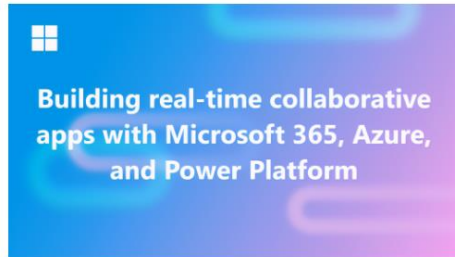 Building real-time collaborative
apps with Microsoft 365, Azure,
and Power Platform